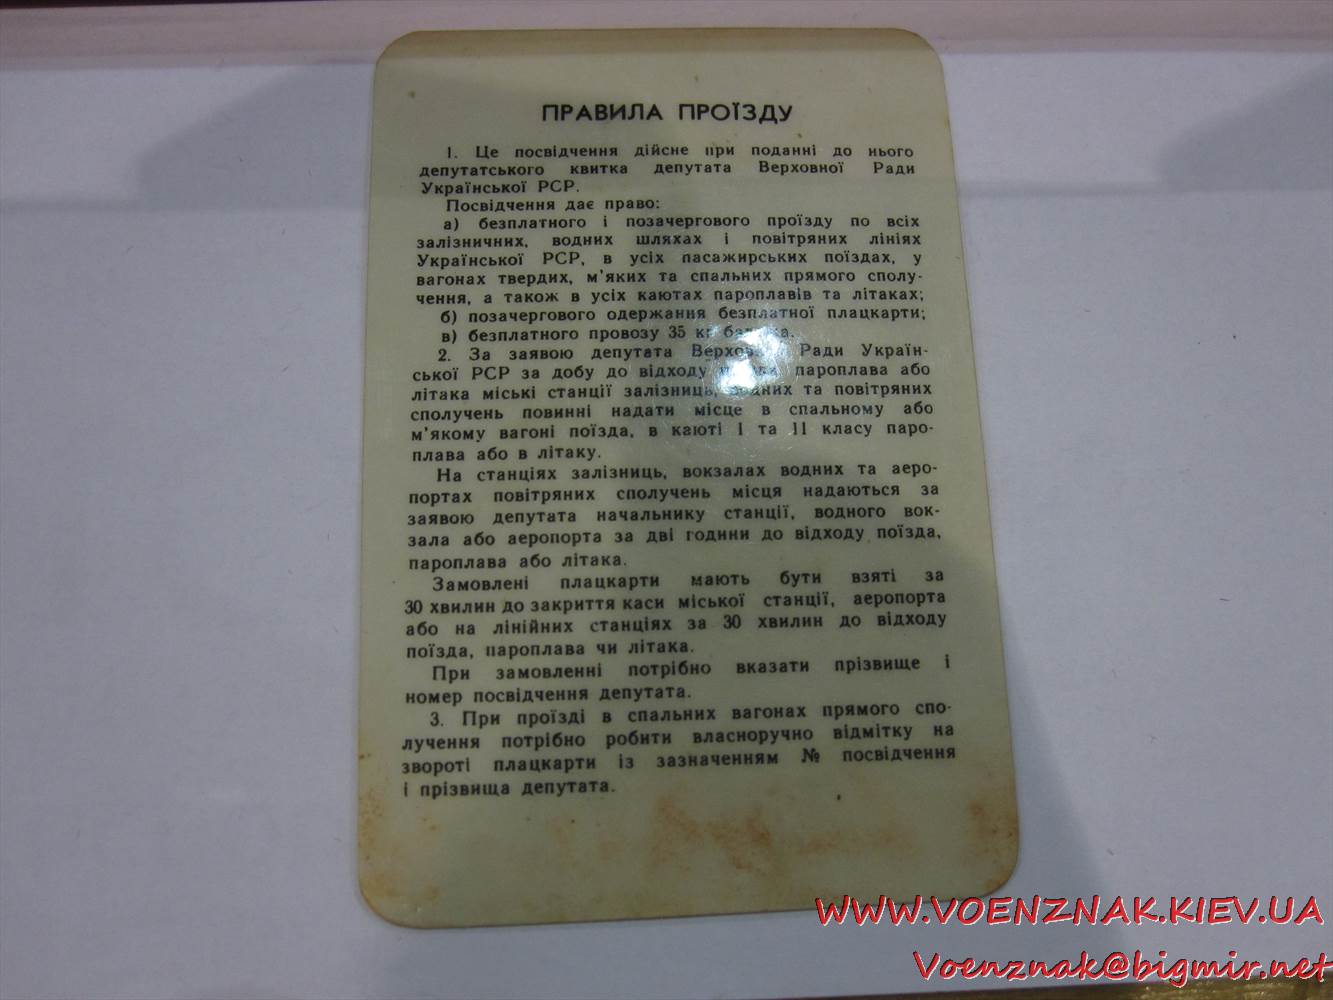 ПРАВИЛА ПРОЇЗДУ
1. Це посвідчення дійсне при поданні до нього
депутатського квитка депутата Верховної Ради
Української РСР.
Посвідчення дає право:
а) безплатного і позачергового проїзду по всіх
залізничних, водних шляхах і повітряних лініях
Української РСР, в усіх пасажирських поїздах, у
вагонах твердих, м'яких та спальних прямого сполу-
чення, а також в усіх каютах пароплавів та літаках;
б) позачергового одержання безплатної плацкарти;
в) безплатного провозу 35 кг
2. За заявою депутата Верховної Ради Україн-
ської РСР за добу до відходу пароплава або
літака міські станції залізниць, водних та повітряних
сполучень повинні надати місце в спальному або
м'якому вагоні поїзда, в каюті I та II класу паро-
плава або в літаку.
На станціях залізниць, вокзалах водних та аеро-
портах повітряних сполучень місця надаються за
заявою депутата начальнику станції, водного вок-
зала або аеропорта за дві години до відходу поїзда,
пароплава або літака.
Замовлені плацкарти мають бути взяті за
30 хвилин до закриття каси міської станції, аеропорта
або на лінійних станціях за 30 хвилин до відходу
поїзда, пароплава чи літака.
При замовленні потрібно вказати прізвище і
номер посвідчення депутата.
3. При проїзді в спальних вагонах прямого спо-
лучення потрібно робити власноручно відмітку на
звороті плацкарти із зазначенням № посвідчення
і прізвища депутата.
WWW.VOENZNAK.KIEV.UA
Voenznak@bigmir.net